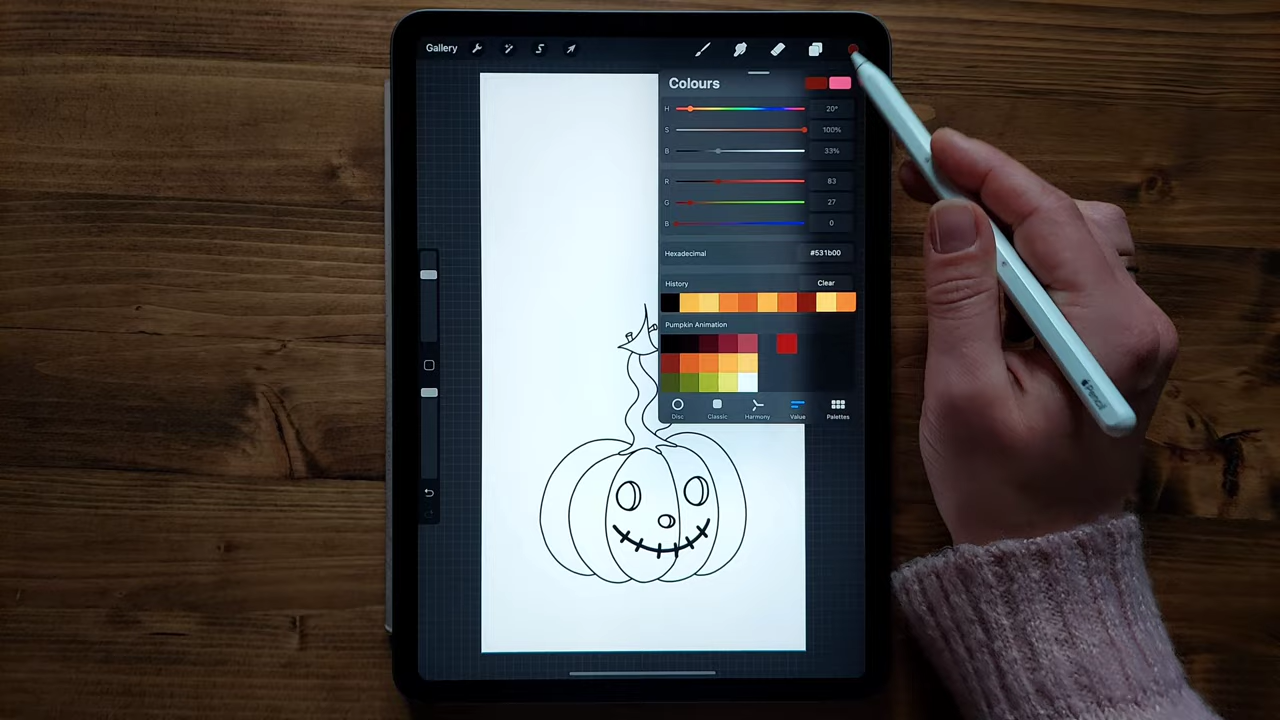 Gallery
Colours
H 20°
S 100%
B 33%
R 83
G 27
B 0
Hexadecimal #531b00
History Clear
Pumpkin Animation
Disc Classic Harmony Value Palettes
Pencil